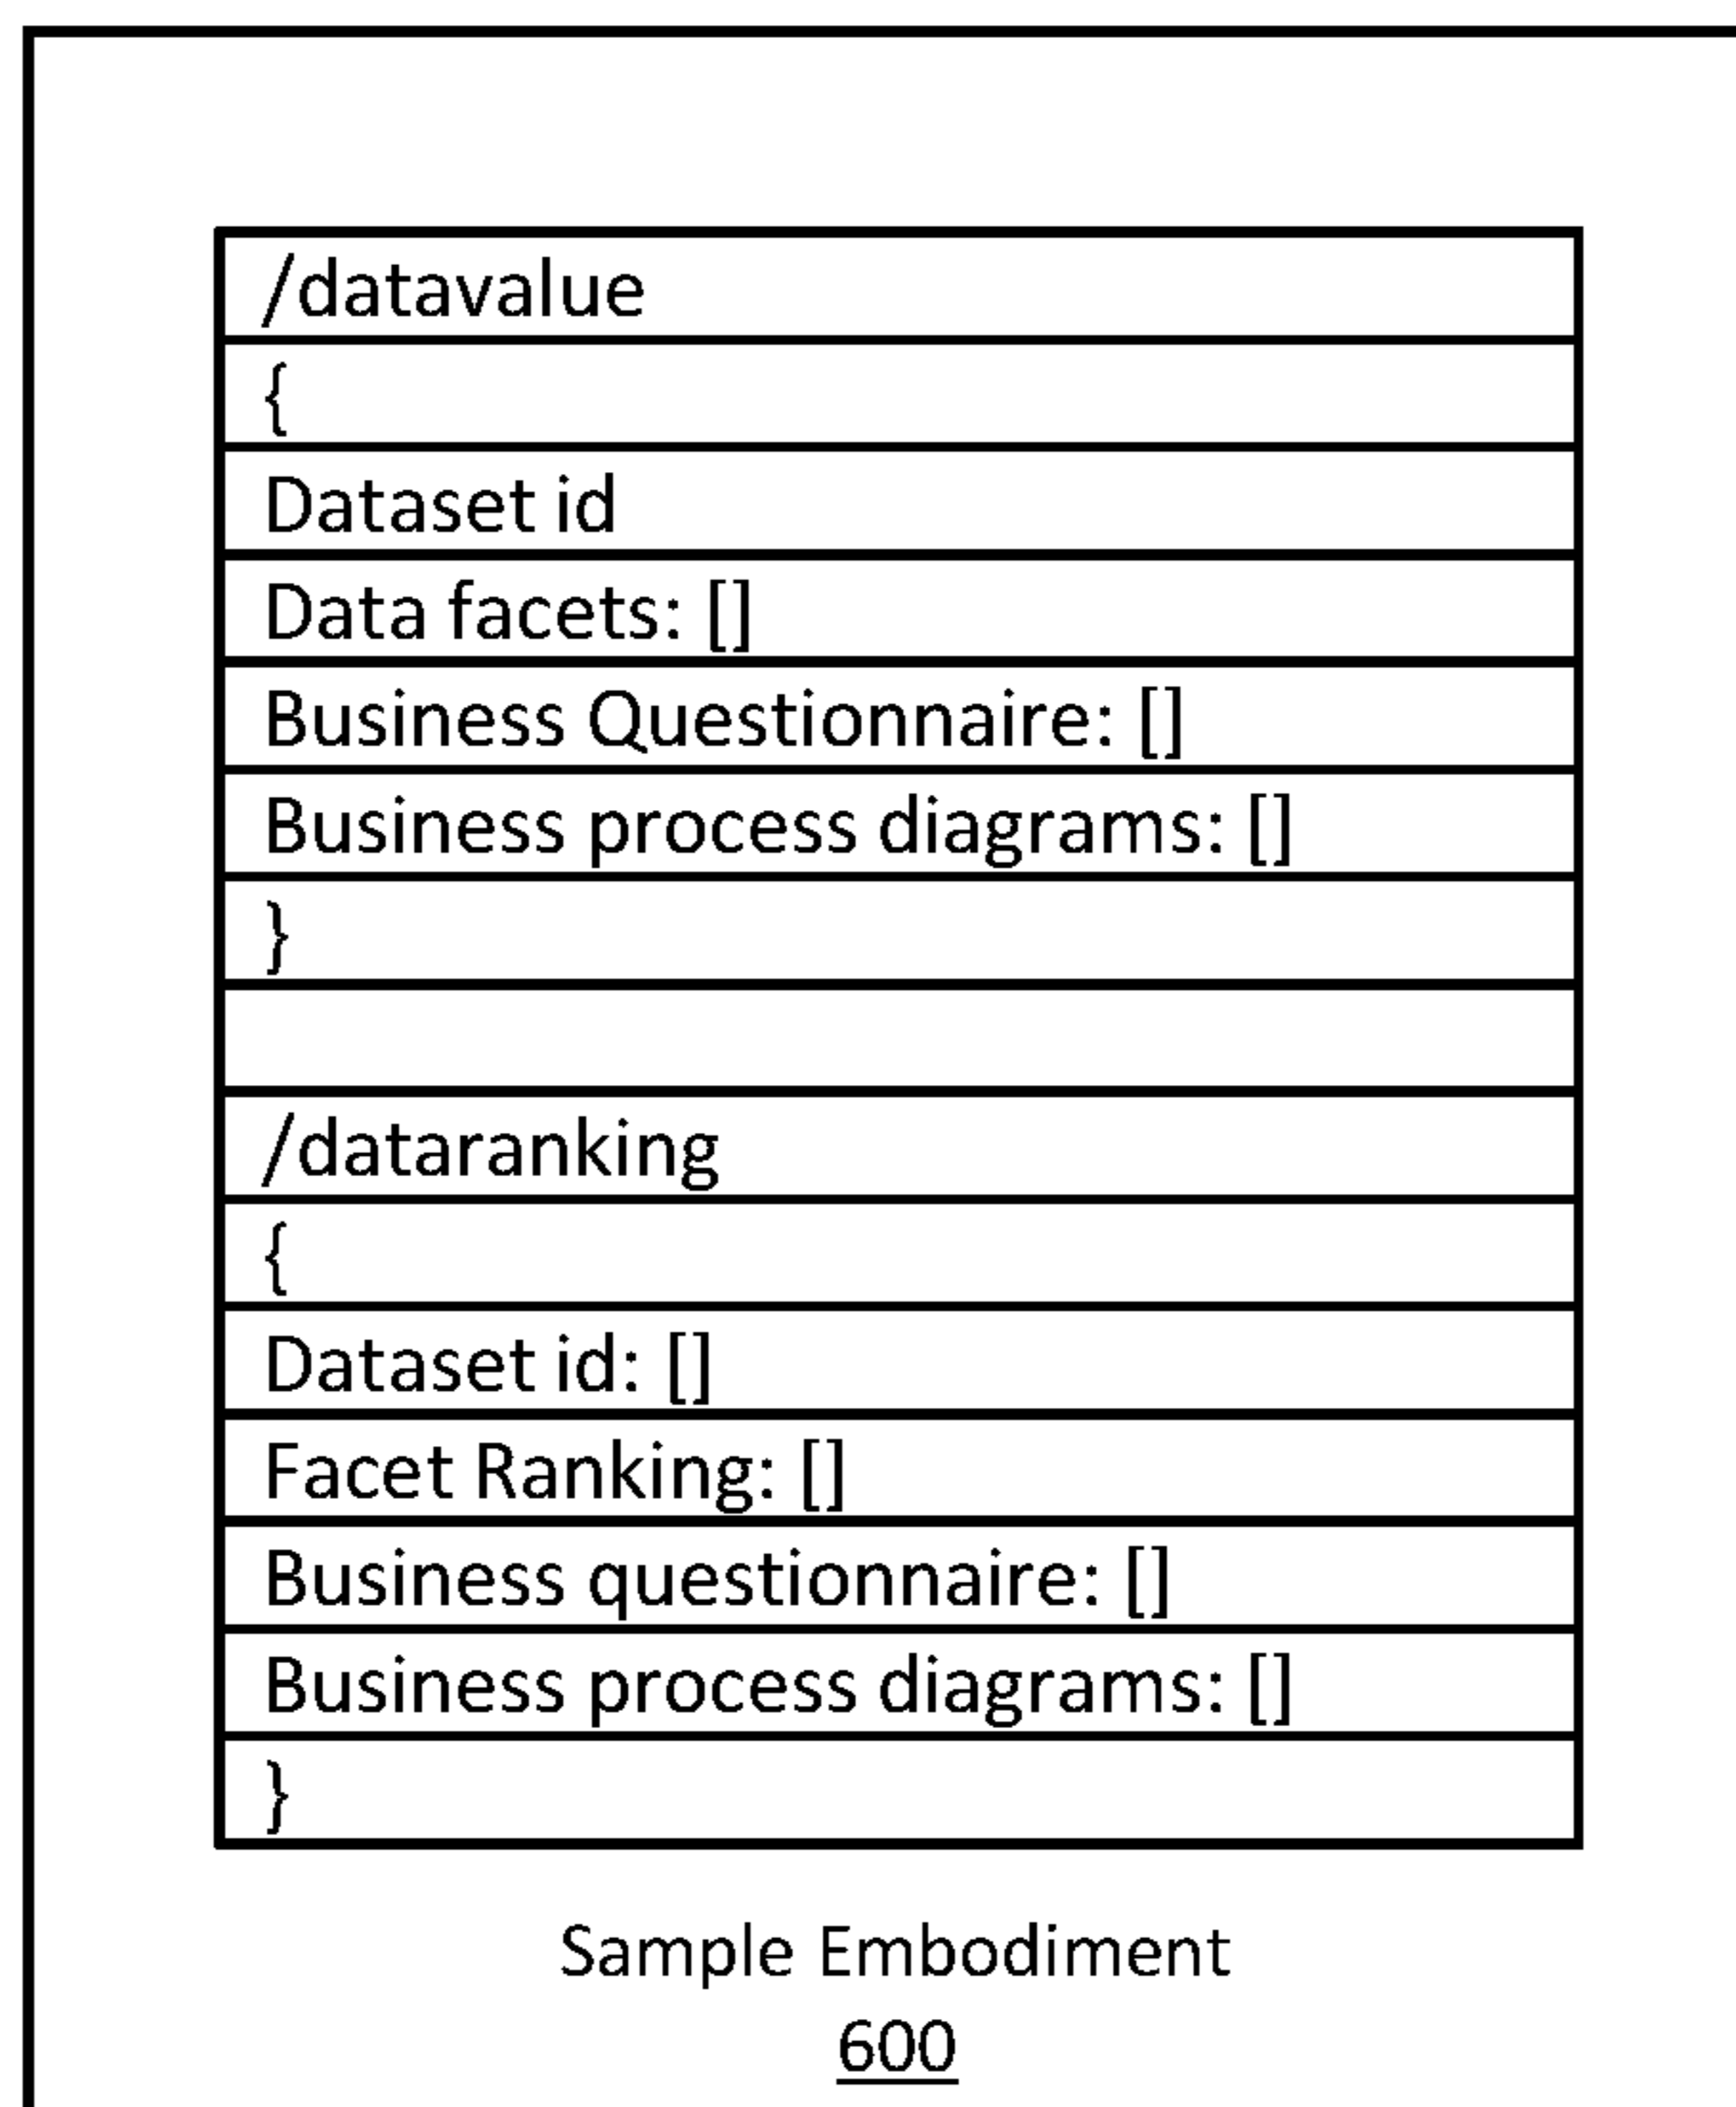 /datavalue
{
Dataset id
Data facets: []
Business Questionnaire: []
Business process diagrams: []
}
/dataranking
{
Dataset id: []
Facet Ranking: []
Business questionnaire: []
Business process diagrams: []
}
Sample Embodiment
600